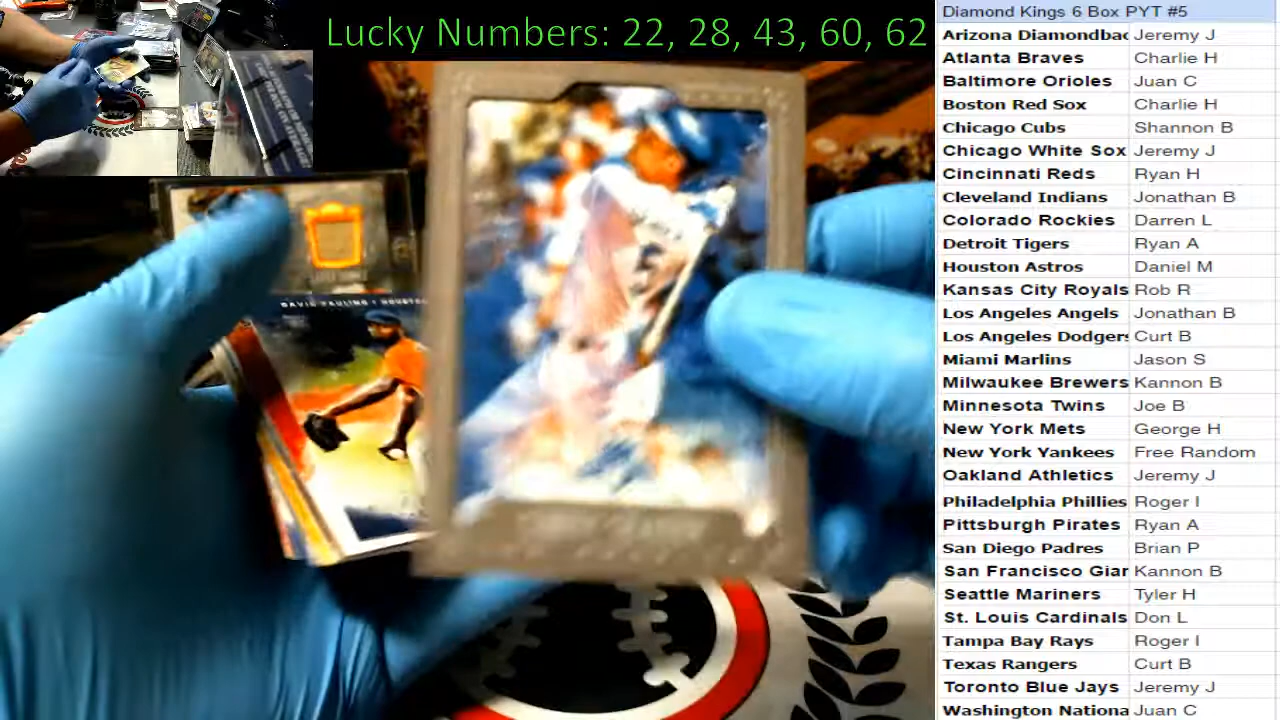 Lucky Numbers: 22, 28, 43, 60, 62
Diamond Kings 6 Box PYT #5
Arizona Diamondbac Jeremy J
Atlanta Braves Charlie H
Baltimore Orioles Juan C
Boston Red Sox Charlie H
Chicago Cubs Shannon B
Chicago White Sox Jeremy J
Cincinnati Reds Ryan H
Cleveland Indians Jonathan B
Colorado Rockies Darren L
Detroit Tigers Ryan A
Houston Astros Daniel M
Kansas City Royals Rob R
Los Angeles Angels Jonathan B
Los Angeles Dodgers Curt B
Miami Marlins Jason S
Milwaukee Brewers Kannon B
Minnesota Twins Joe B
New York Mets George H
New York Yankees Free Random
Oakland Athletics Jeremy J
Philadelphia Phillies Roger I
Pittsburgh Pirates Ryan A
San Diego Padres Brian P
San Francisco Giar Kannon B
Seattle Mariners Tyler H
St. Louis Cardinals Don L
Tampa Bay Rays Roger I
Texas Rangers Curt B
Toronto Blue Jays Jeremy J
Washington Nationa Juan C
DAVID PAULINO